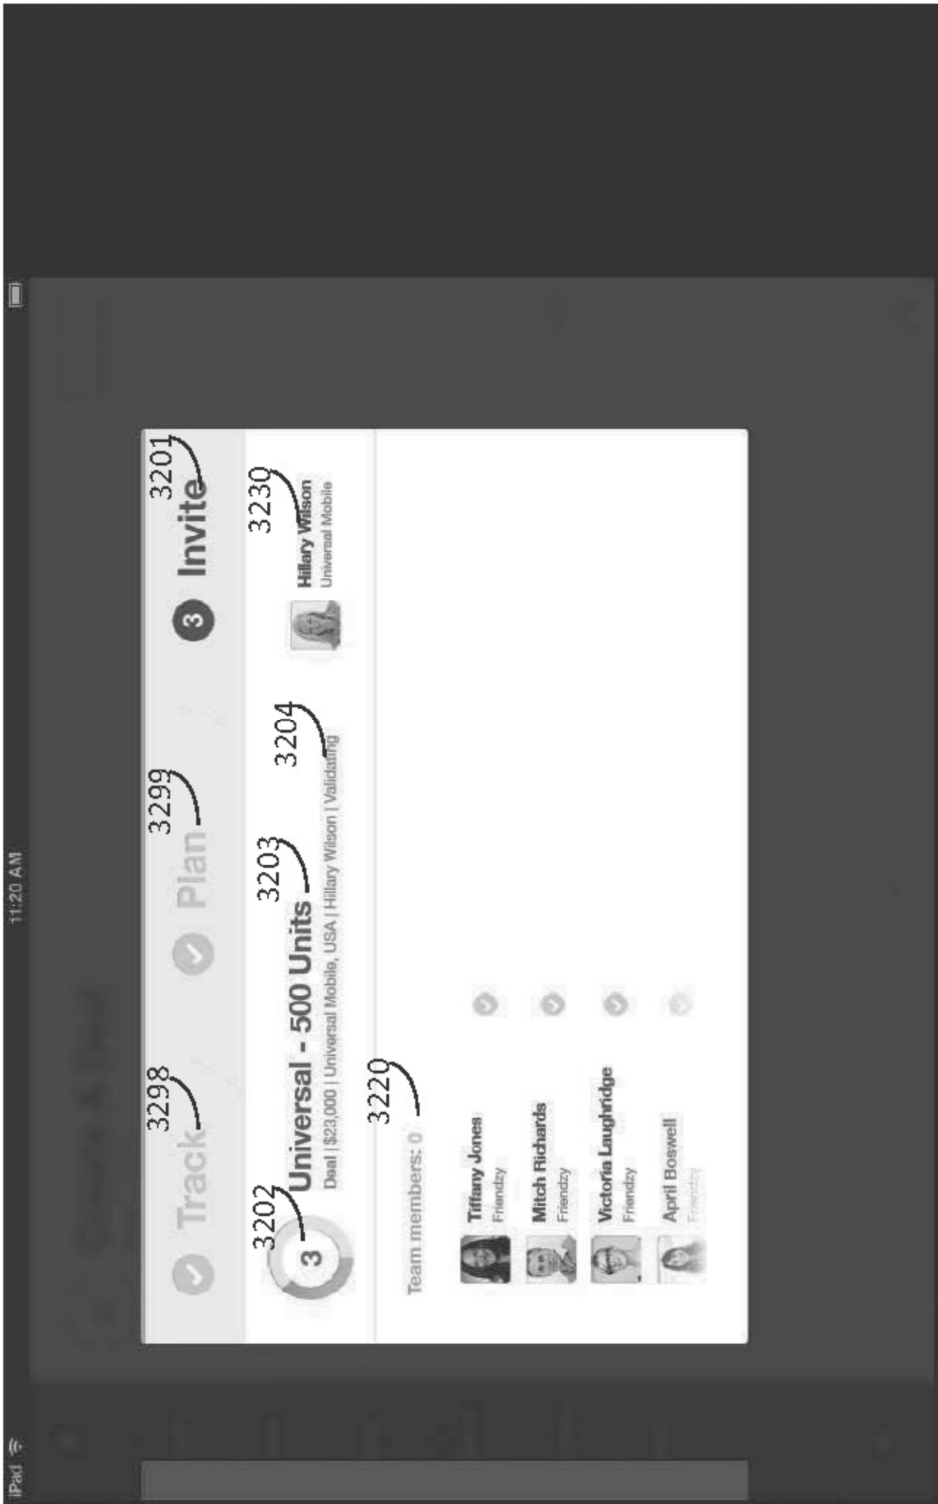 iPad 11:20 AM
3298 3299 3201
Track Plan 3 Invite
3202 3203 3204 3230
3 Universal - 500 Units Hillary Wilson
Deal | $23,000 | Universal Mobile, USA | Hillary Wilson | Validating Universal Mobile
3220
Team members: 0
Tiffany Jones
Friendzy
Mitch Richards
Friendzy
Victoria Laughridge
Friendzy
April Boswell
Friendzy